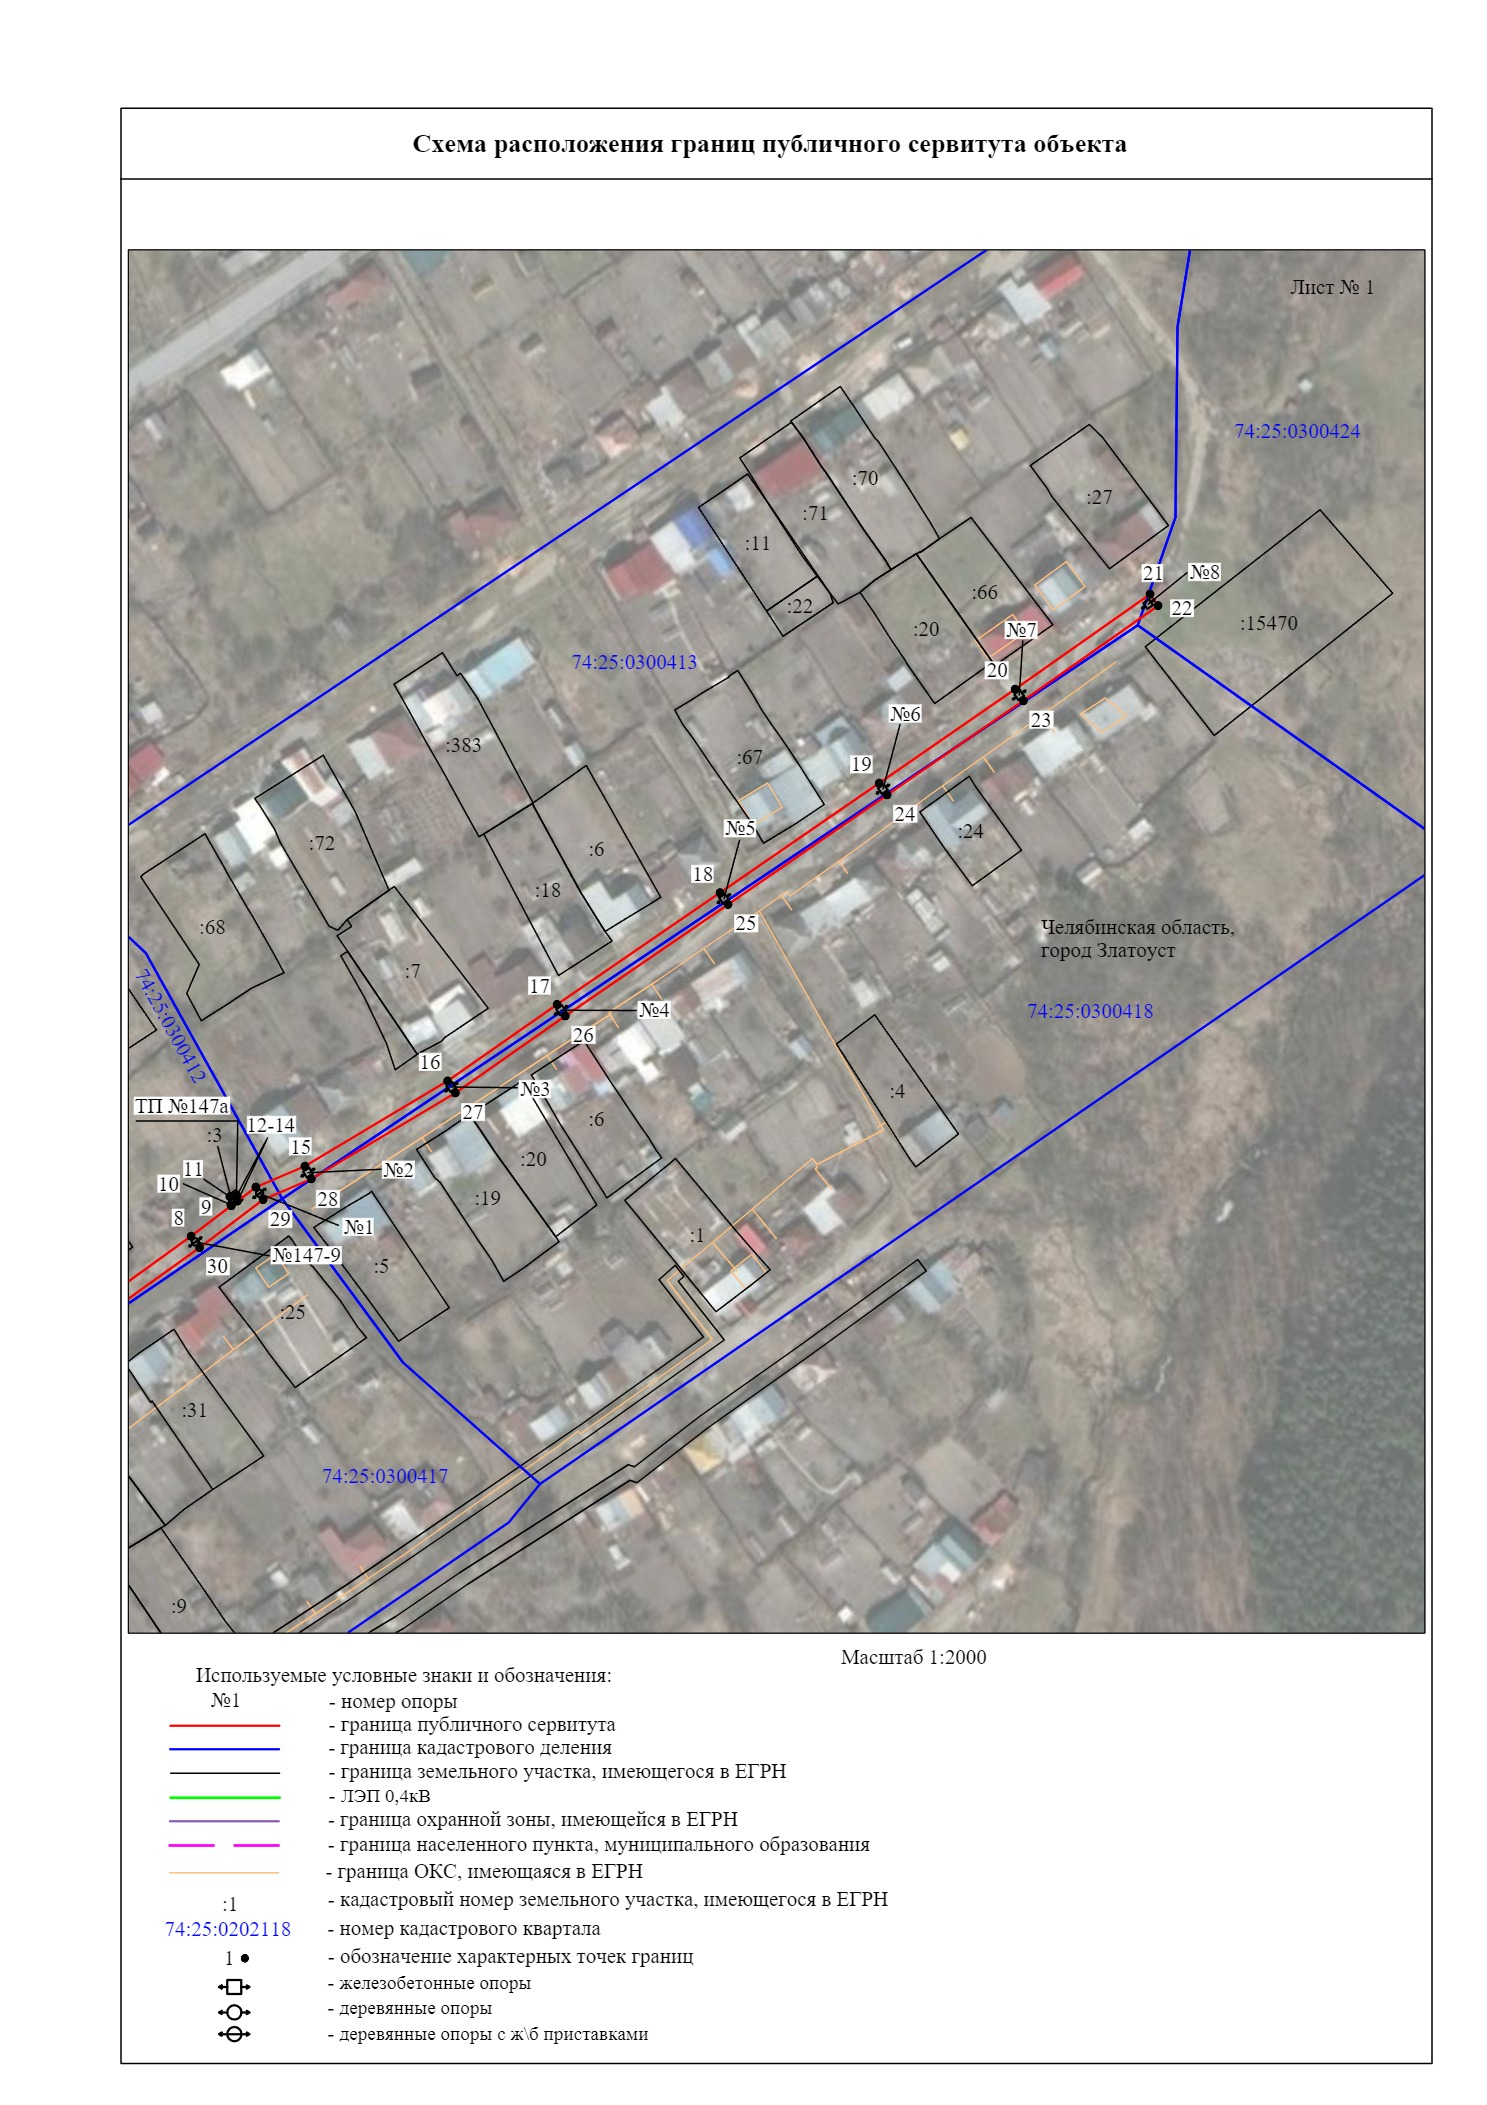 Схема расположения границ публичного сервитута объекта
Лист № 1
74:25:0300424
:70
:27
:71
:11
21
№8
:66
:22
22
:20
:15470
№7
74:25:0300413
20
№6
23
:383
:67
19
24
№5
:24
:72
:6
18
:18
25
:68
Челябинская область,
город Златоуст
:7
74:25:0300412
17
№4
74:25:0300418
26
16
№3
:4
ТП №147а
27
12-14
:6
:3
15
:20
11
№2
10
28
:19
9
8
29
№1
:1
№147-9
30
:5
:25
:31
74:25:0300417
:9
Масштаб 1:2000
Используемые условные знаки и обозначения:
№1 - номер опоры
- граница публичного сервитута
- граница кадастрового деления
- граница земельного участка, имеющегося в ЕГРН
- ЛЭП 0,4кВ
- граница охранной зоны, имеющейся в ЕГРН
- граница населенного пункта, муниципального образования
- граница ОКС, имеющаяся в ЕГРН
:1 - кадастровый номер земельного участка, имеющегося в ЕГРН
74:25:0202118 - номер кадастрового квартала
1 - обозначение характерных точек границ
- железобетонные опоры
- деревянные опоры
- деревянные опоры с ж\б приставками